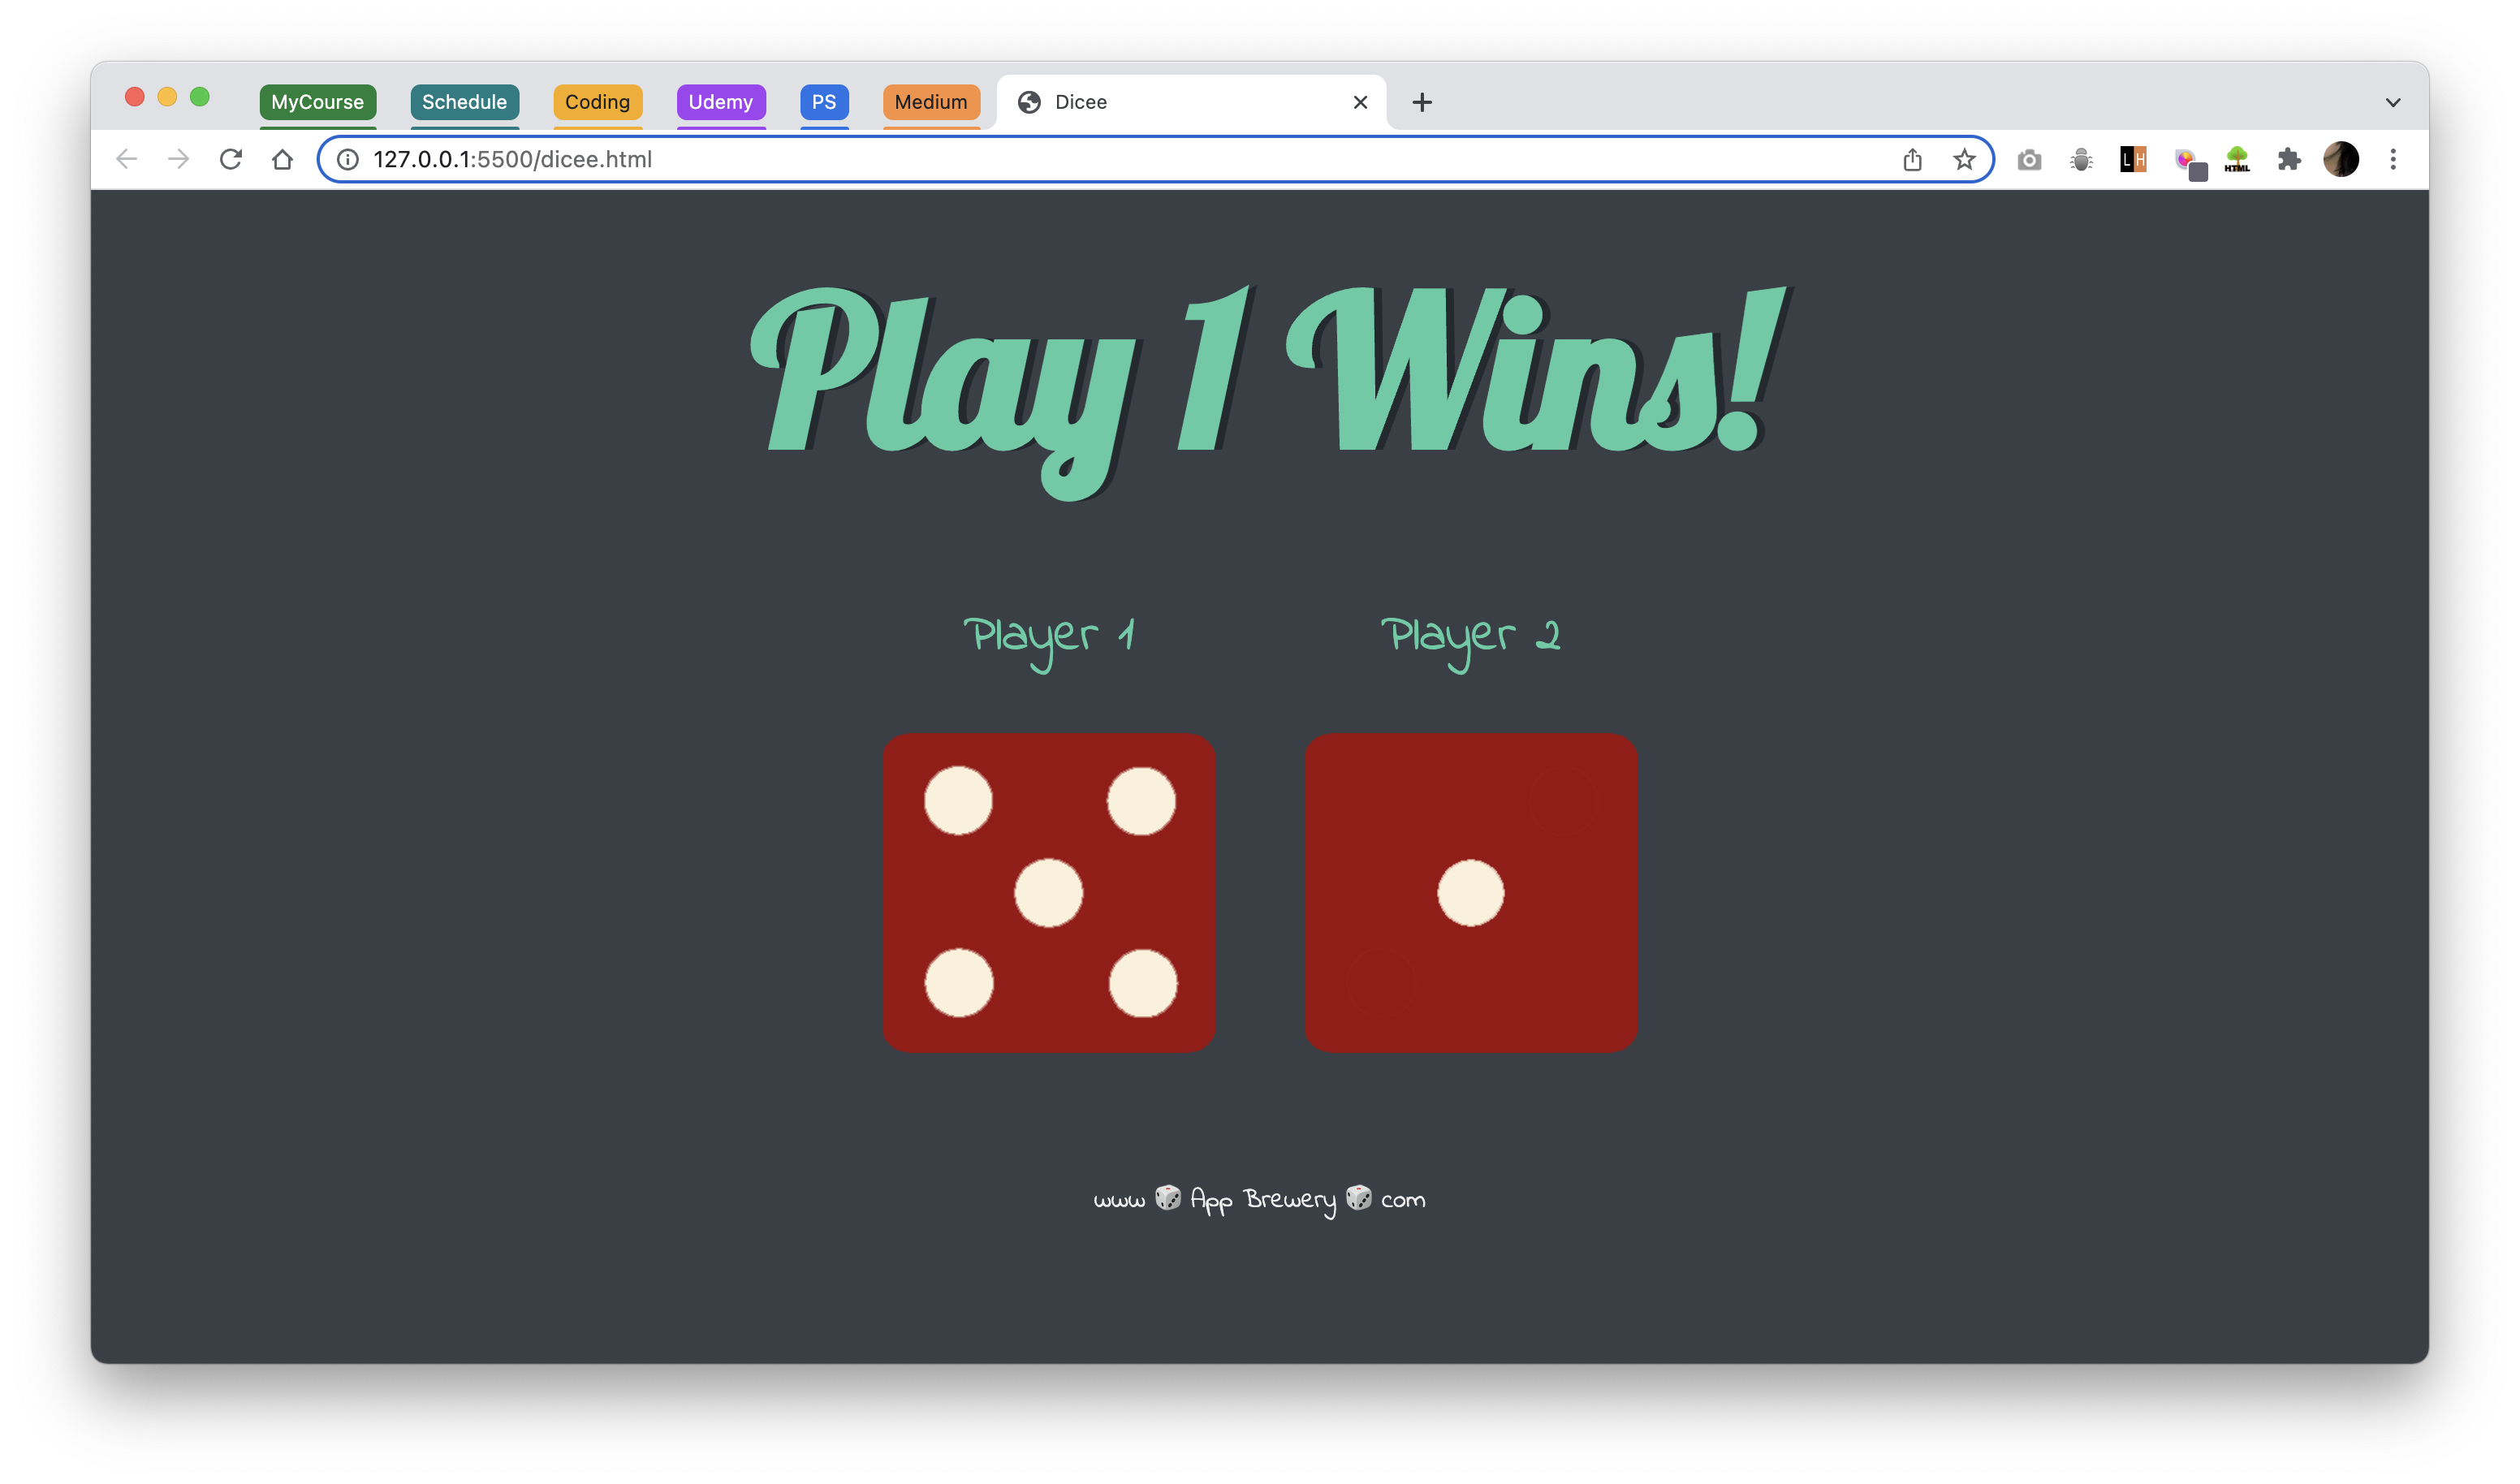 MyCourse Schedule Coding Udemy PS Medium Dicee
127.0.0.1:5500/dicee.html
L H
HTML
Play 1 Wins!
Player 1 Player 2
www 🎲 App Brewery 🎲 com